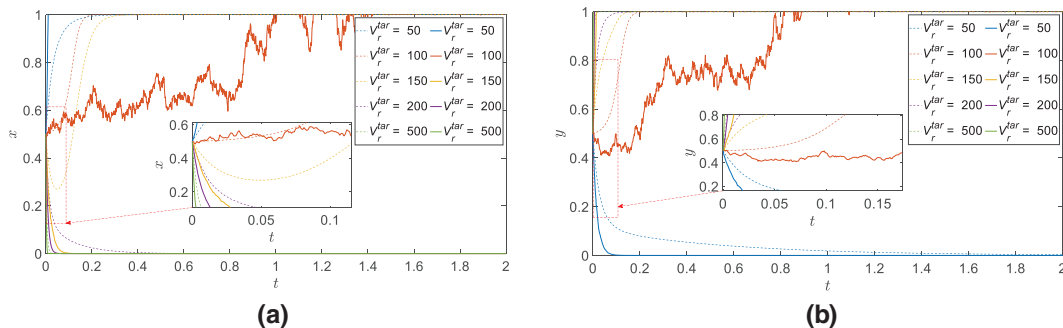 1
0.8
0.6
0.4
0.2
0
x
0 0.2 0.4 0.6 0.8 1 1.2 1.4 1.6 1.8 2
t
V_r^{tar} = 50 V_r^{tar} = 50
V_r^{tar} = 100 V_r^{tar} = 100
V_r^{tar} = 150 V_r^{tar} = 150
V_r^{tar} = 200 V_r^{tar} = 200
V_r^{tar} = 500 V_r^{tar} = 500
0.6
0.4
0.2
x
0 0.05 0.1
t
(a)
1
0.8
0.6
0.4
0.2
0
y
0 0.2 0.4 0.6 0.8 1 1.2 1.4 1.6 1.8 2
t
V_r^{tar} = 50 V_r^{tar} = 50
V_r^{tar} = 100 V_r^{tar} = 100
V_r^{tar} = 150 V_r^{tar} = 150
V_r^{tar} = 200 V_r^{tar} = 200
V_r^{tar} = 500 V_r^{tar} = 500
0.8
0.6
0.4
0.2
y
0 0.05 0.1 0.15
t
(b)